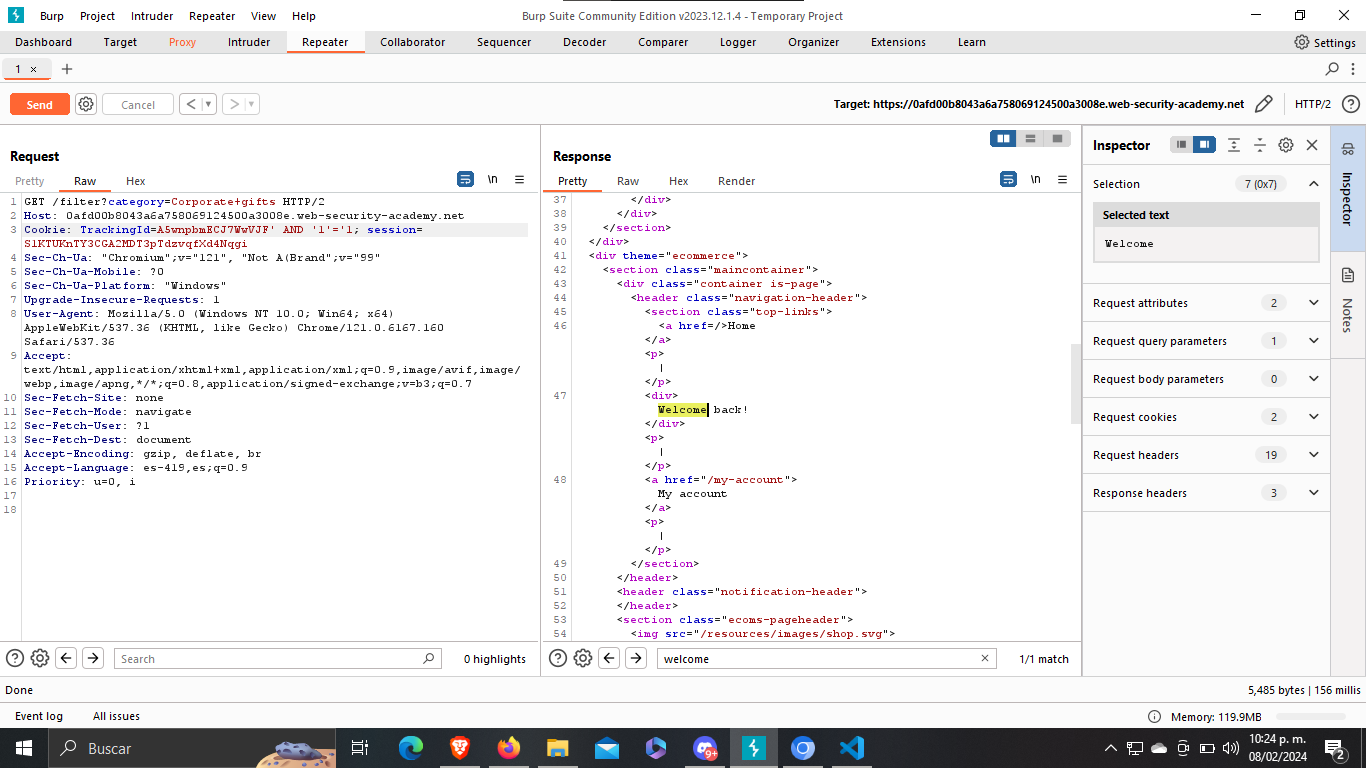 Burp Project Intruder Repeater View Help
Burp Suite Community Edition v2023.12.1.4 - Temporary Project
Dashboard Target Proxy Intruder Repeater Collaborator Sequencer Decoder Comparer Logger Organizer Extensions Learn
Settings
1 × +
Send Cancel < >
Target: https://0afd00b8043a6a758069124500a3008e.web-security-academy.net HTTP/2
Request
Pretty Raw Hex
\n
1 GET /filter?category=Corporate+gifts HTTP/2
2 Host: 0afd00b8043a6a758069124500a3008e.web-security-academy.net
3 Cookie: TrackingId=A5wnpbmECJ7WwVJF' AND '1'='1; session=
S1KTUKnTY3CGA2MDT3pTdzvqfXd4Nqgi
4 Sec-Ch-Ua: "Chromium";v="121", "Not A(Brand";v="99"
5 Sec-Ch-Ua-Mobile: ?0
6 Sec-Ch-Ua-Platform: "Windows"
7 Upgrade-Insecure-Requests: 1
8 User-Agent: Mozilla/5.0 (Windows NT 10.0; Win64; x64)
AppleWebKit/537.36 (KHTML, like Gecko) Chrome/121.0.6167.160
Safari/537.36
9 Accept:
text/html,application/xhtml+xml,application/xml;q=0.9,image/avif,image/
webp,image/apng,*/*;q=0.8,application/signed-exchange;v=b3;q=0.7
10 Sec-Fetch-Site: none
11 Sec-Fetch-Mode: navigate
12 Sec-Fetch-User: ?1
13 Sec-Fetch-Dest: document
14 Accept-Encoding: gzip, deflate, br
15 Accept-Language: es-419,es;q=0.9
16 Priority: u=0, i
17
18
Search
0 highlights
Response
Pretty Raw Hex Render
\n
37 </div>
38 </div>
39 </section>
40 </div>
41 <div theme="ecommerce">
42 <section class="maincontainer">
43 <div class="container is-page">
44 <header class="navigation-header">
45 <section class="top-links">
46 <a href=/>Home
</a>
<p>
|
</p>
47 <div>
Welcome back!
</div>
<p>
|
</p>
48 <a href="/my-account">
My account
</a>
<p>
|
</p>
49 </section>
50 </header>
51 <header class="notification-header">
52 </header>
53 <section class="ecoms-pageheader">
54 <img src="/resources/images/shop.svg">
welcome
1/1 match
Inspector
Selection 7 (0x7)
Selected text
Welcome
Request attributes 2
Request query parameters 1
Request body parameters 0
Request cookies 2
Request headers 19
Response headers 3
Inspector
Notes
Done
5,485 bytes | 156 millis
Event log All issues
Memory: 119.9MB
Buscar
9+
10:24 p. m.
08/02/2024
2